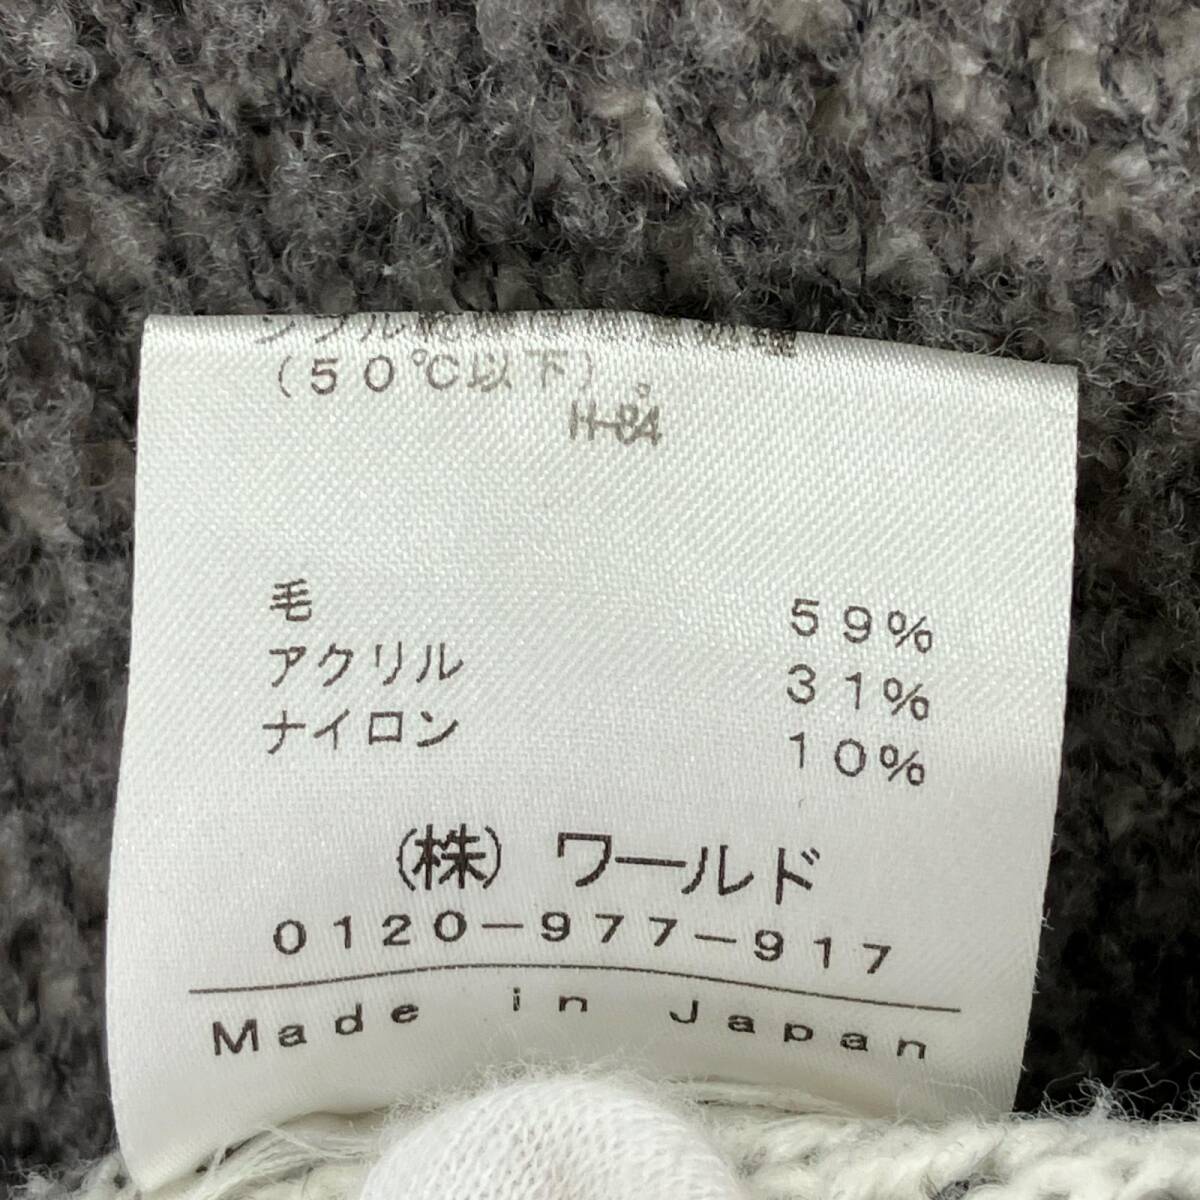 （50℃以下）
毛 59%
アクリル 31%
ナイロン 10%
（株）ワールド
0120-977-917
Made in Japan